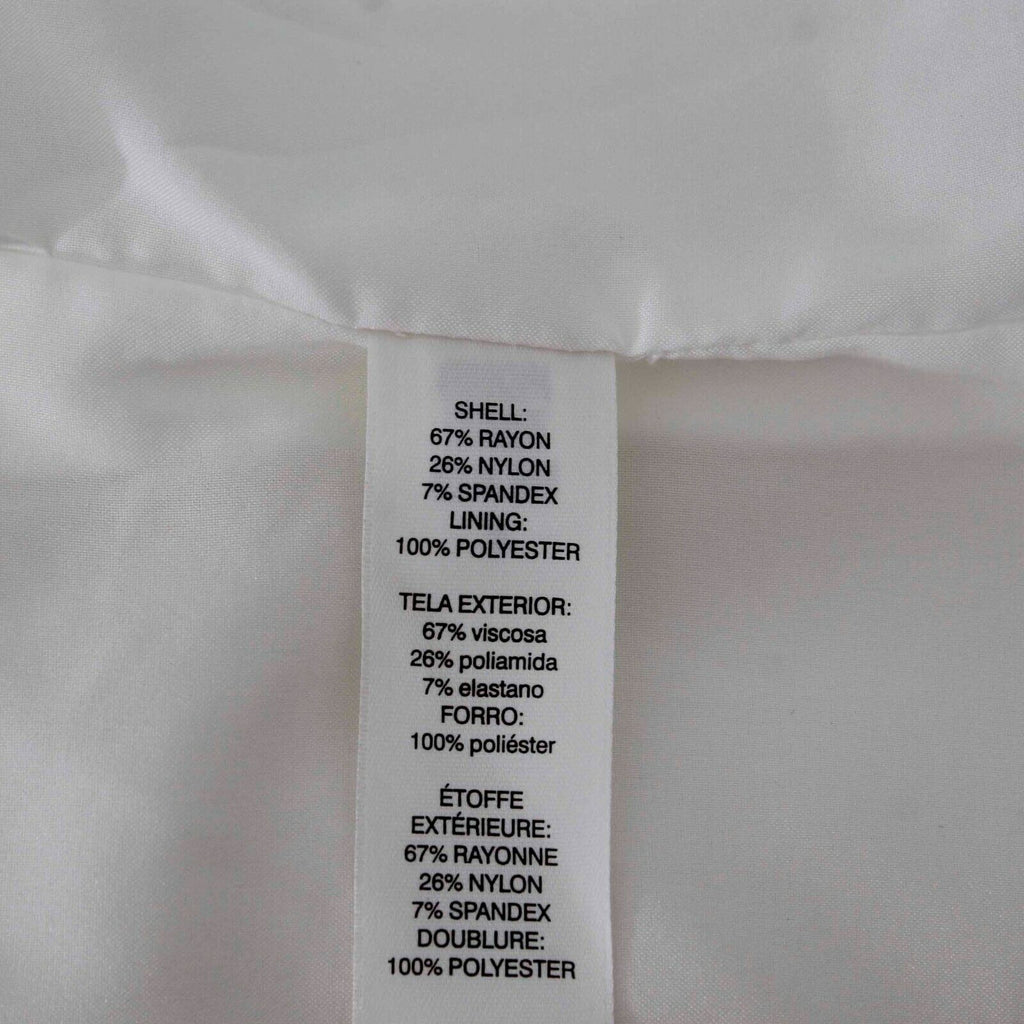 SHELL:
67% RAYON
26% NYLON
7% SPANDEX
LINING:
100% POLYESTER
TELA EXTERIOR:
67% viscosa
26% poliamida
7% elastano
FORRO:
100% poliéster
ÉTOFFE
EXTÉRIEURE:
67% RAYONNE
26% NYLON
7% SPANDEX
DOUBLURE:
100% POLYESTER